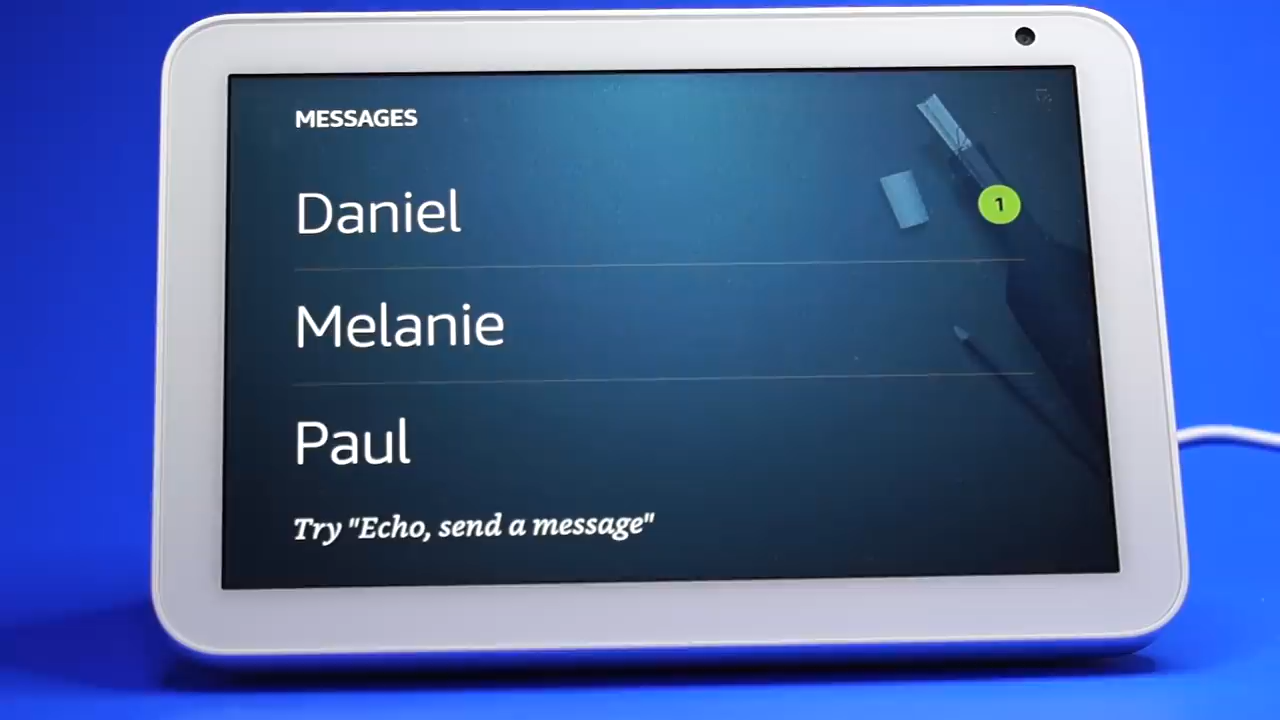 MESSAGES
Daniel
1
Melanie
Paul
Try "Echo, send a message"